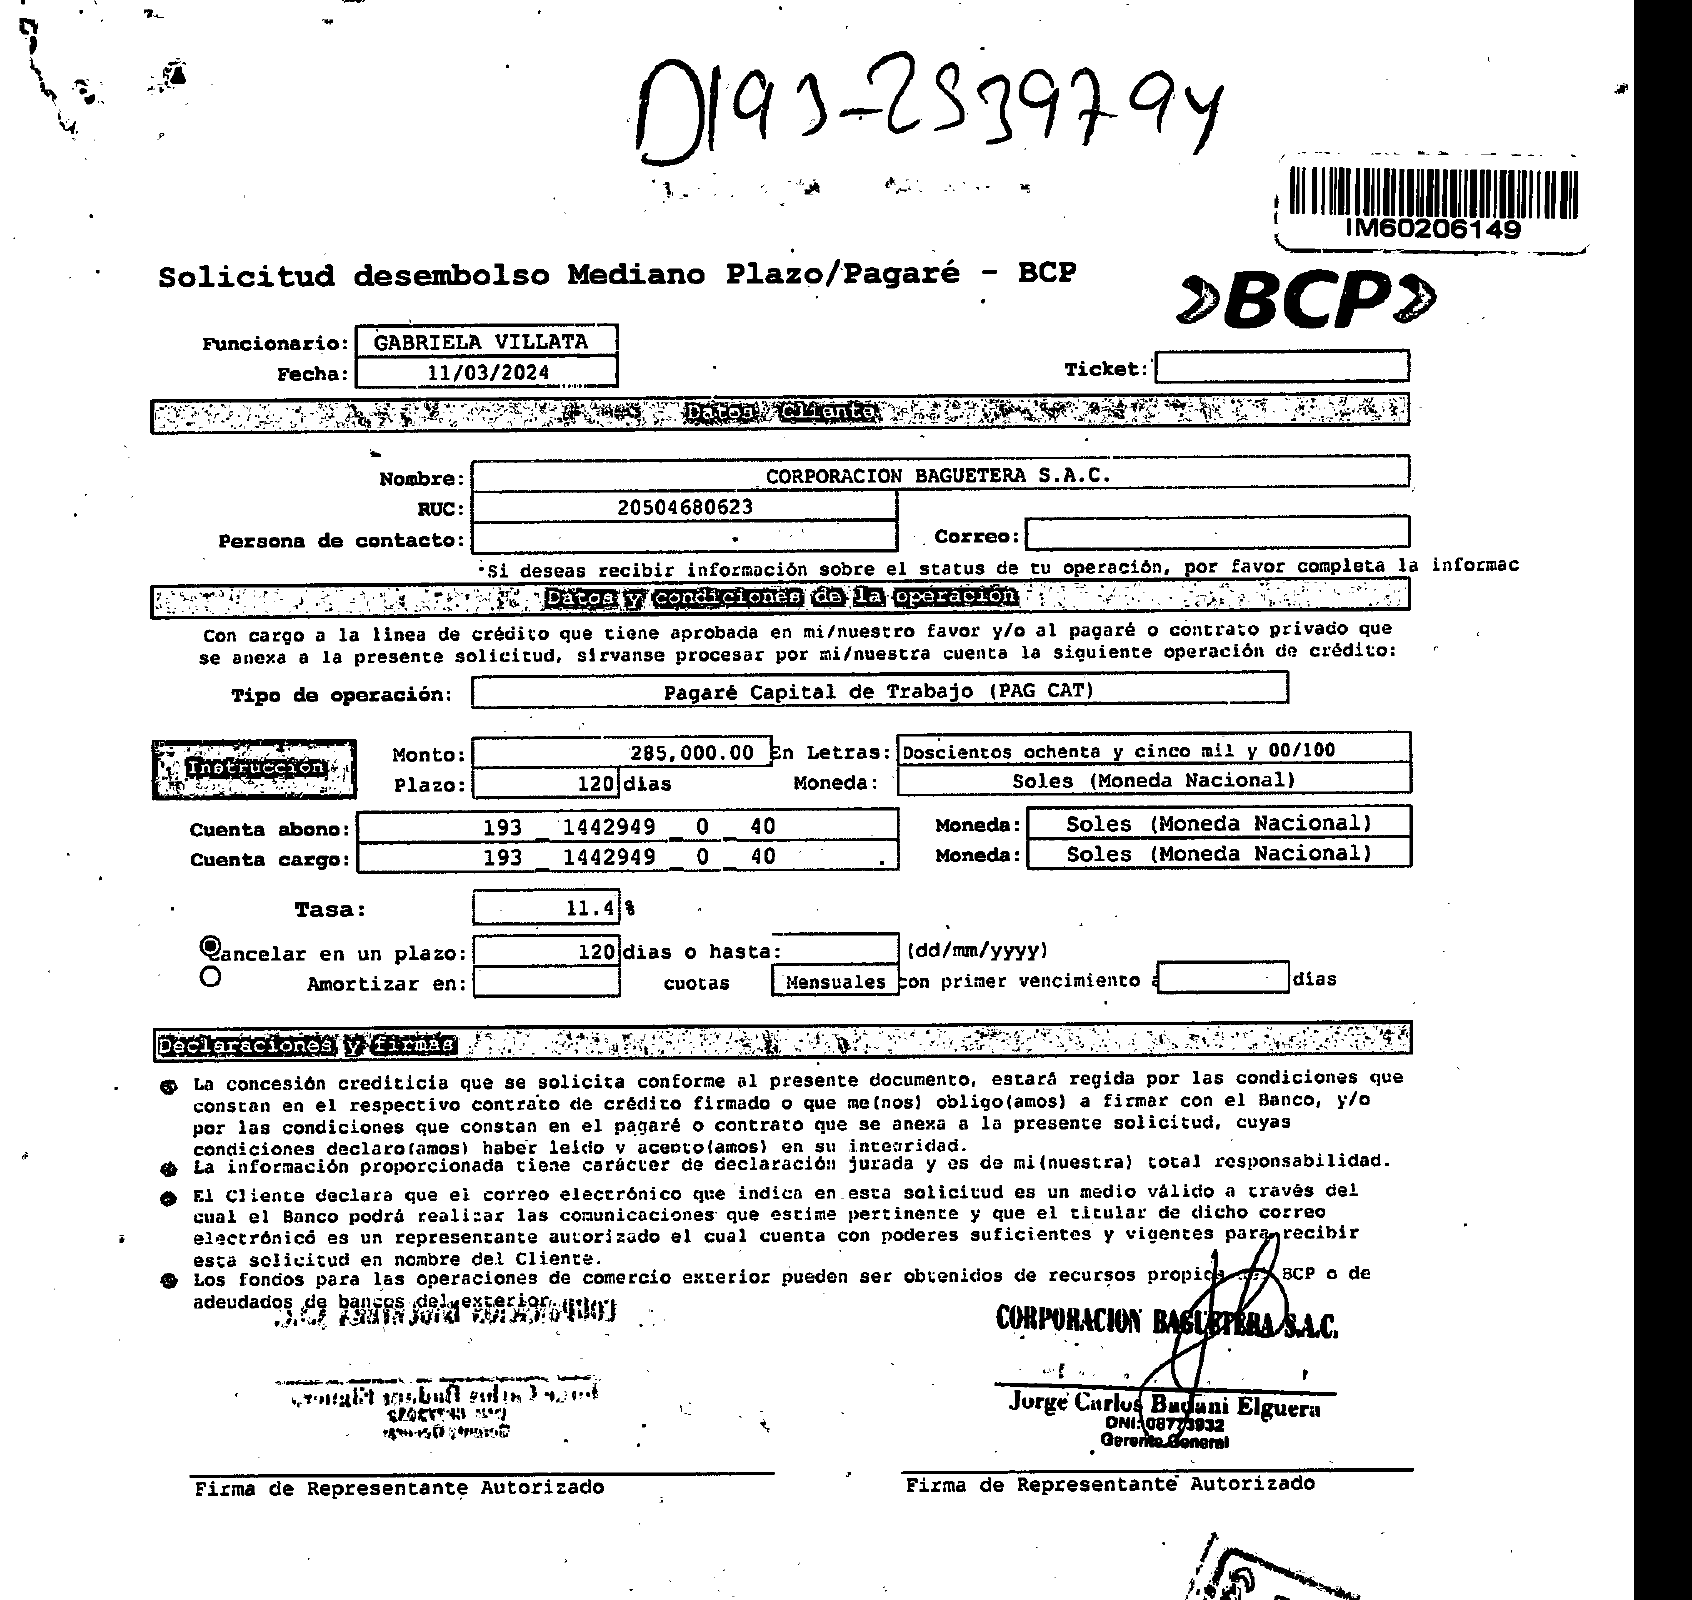 D193-2539794
IM60206149
Solicitud desembolso Mediano Plazo/Pagaré - BCP
»BCP»
Funcionario: GABRIELA VILLATA
Fecha: 11/03/2024
Ticket:
Datos Cliente
Nombre: CORPORACION BAGUETERA S.A.C.
RUC: 20504680623
Persona de contacto: Correo:
*Si deseas recibir información sobre el status de tu operación, por favor completa la informac
Datos y condiciones de la operación
Con cargo a la linea de crédito que tiene aprobada en mi/nuestro favor y/o al pagaré o contrato privado que
se anexa a la presente solicitud, sirvanse procesar por mi/nuestra cuenta la siguiente operación de crédito:
Tipo de operación: Pagaré Capital de Trabajo (PAG CAT)
Instrucción
Monto: 285,000.00 En Letras: Doscientos ochenta y cinco mil y 00/100
Plazo: 120 dias Moneda: Soles (Moneda Nacional)
Cuenta abono: 193 _ 1442949 _ 0 _ 40 Moneda: Soles (Moneda Nacional)
Cuenta cargo: 193 _ 1442949 _ 0 _ 40 Moneda: Soles (Moneda Nacional)
Tasa: 11.4 %
Cancelar en un plazo: 120 dias o hasta: (dd/mm/yyyy)
Amortizar en: cuotas Mensuales con primer vencimiento a días
Declaraciones y firmas
La concesión crediticia que se solicita conforme al presente documento, estará regida por las condiciones que
constan en el respectivo contrato de crédito firmado o que me(nos) obligo(amos) a firmar con el Banco, y/o
por las condiciones que constan en el pagaré o contrato que se anexa a la presente solicitud, cuyas
condiciones declaro(amos) haber leído y acepto(amos) en su integridad.
La información proporcionada tiene carácter de declaración jurada y es de mi(nuestra) total responsabilidad.
El Cliente declara que el correo electrónico que indica en esta solicitud es un medio válido a través del
cual el Banco podrá realizar las comunicaciones que estime pertinente y que el titular de dicho correo
electrónico es un representante autorizado el cual cuenta con poderes suficientes y vigentes para recibir
esta solicitud en nombre del Cliente.
Los fondos para las operaciones de comercio exterior pueden ser obtenidos de recursos propios BCP o de
adeudados de bancos del exterior
CORPORACION BAGUETERA S.A.C.
Jorge Carlos Badani Elguera
DNI: 08773932
Gerente General
Firma de Representante Autorizado
Firma de Representante Autorizado